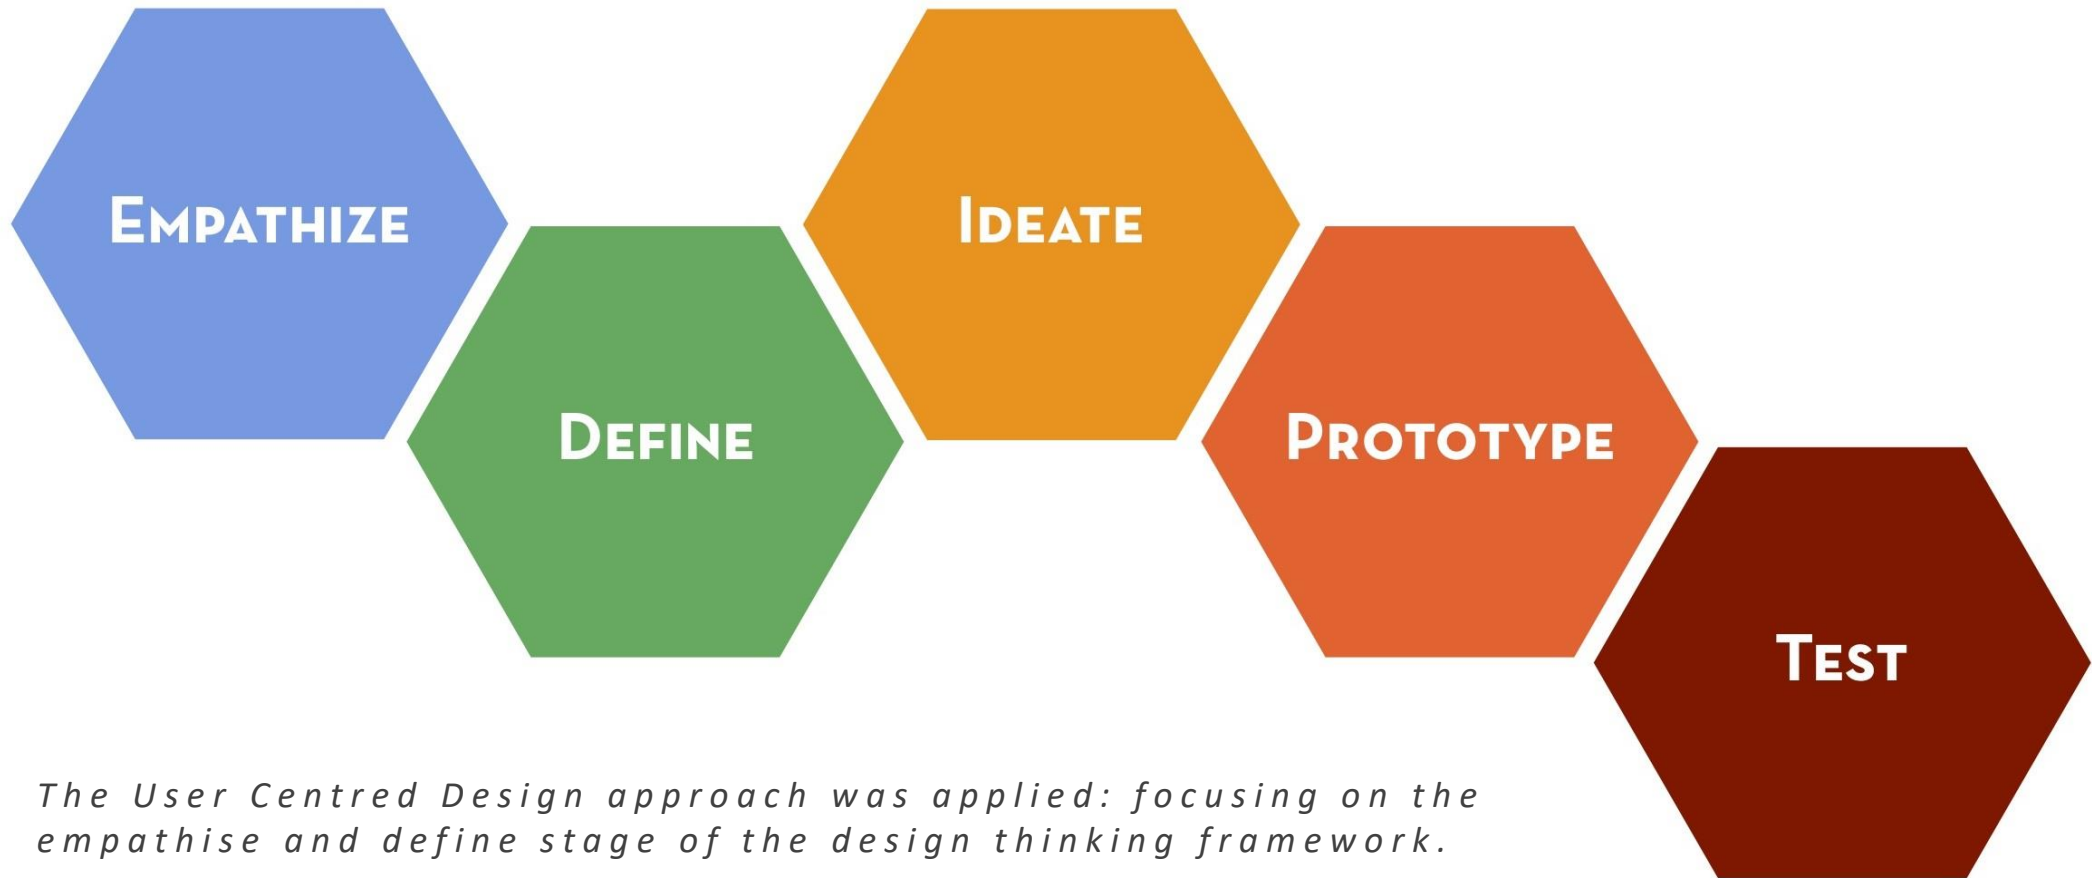 EMPATHIZE
DEFINE
IDEATE
PROTOTYPE
TEST
The User Centred Design approach was applied: focusing on the
empathise and define stage of the design thinking framework.